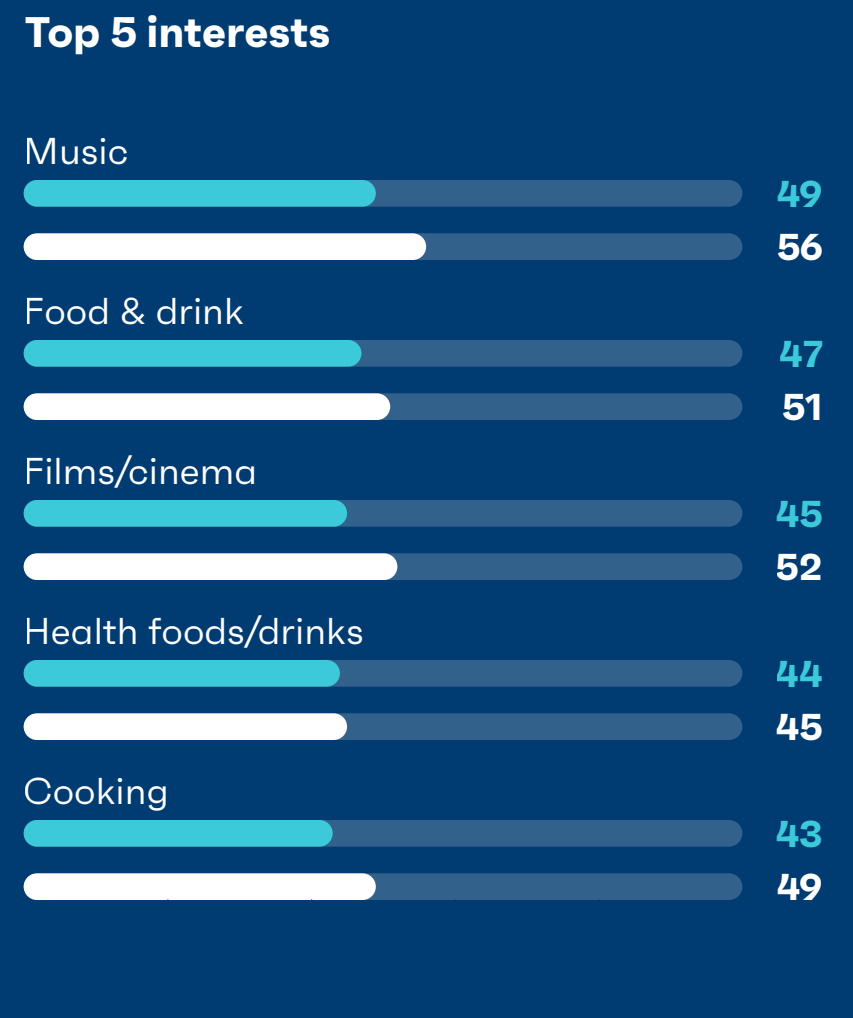 Top 5 interests
Music
49
56
Food & drink
47
51
Films/cinema
45
52
Health foods/drinks
44
45
Cooking
43
49